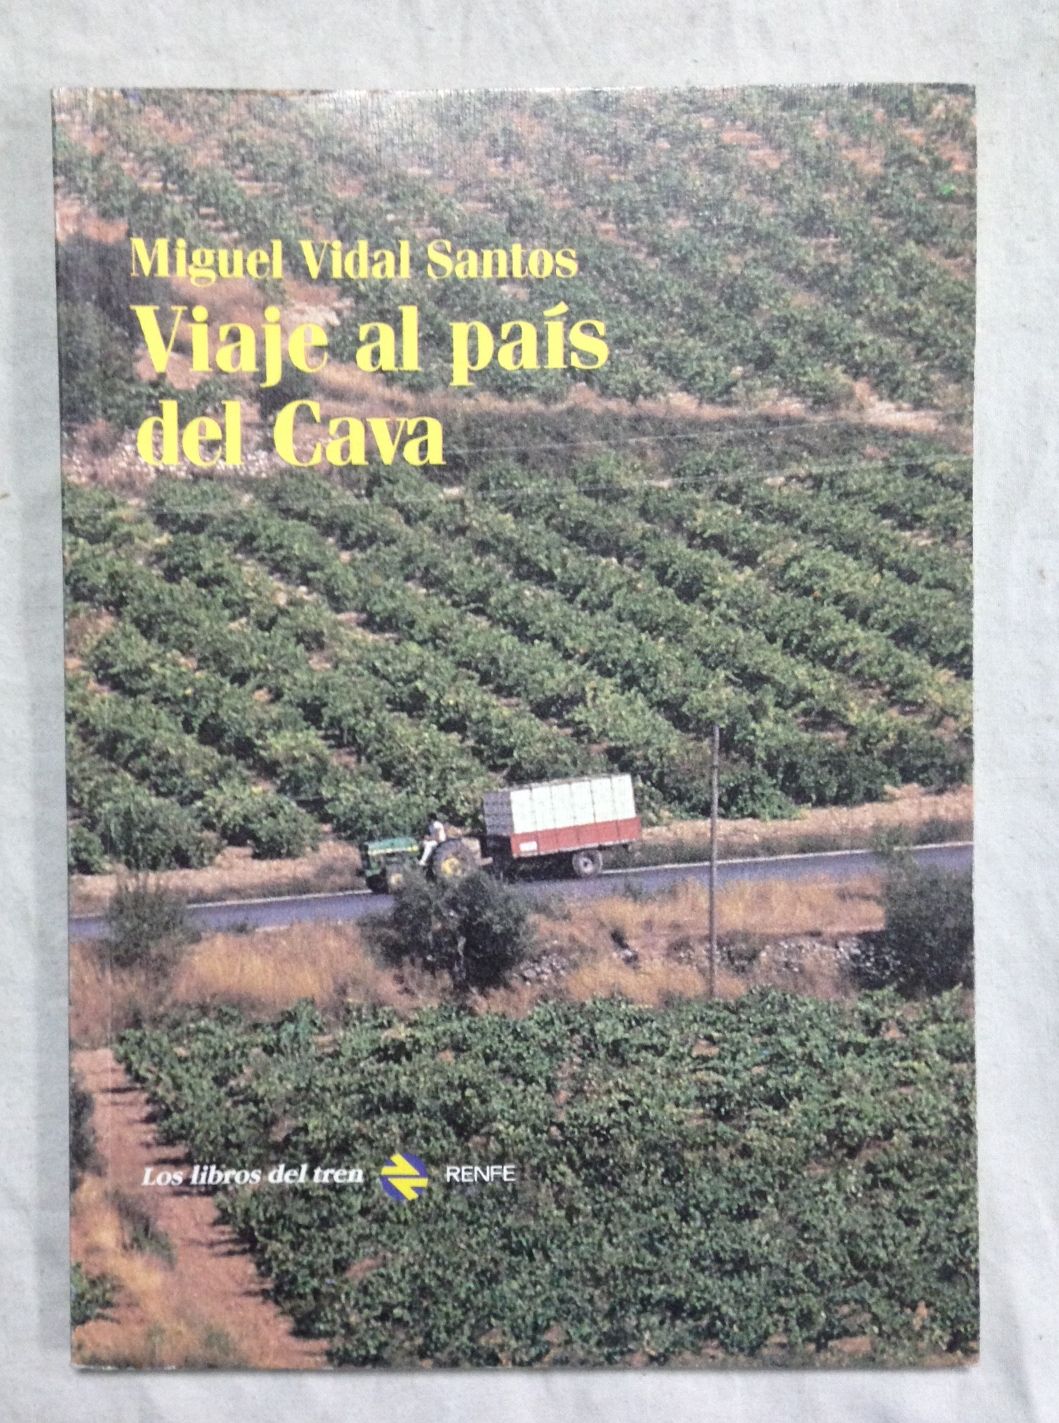 Miguel Vidal Santos
Viaje al país
del Cava
Los libros del tren RENFE